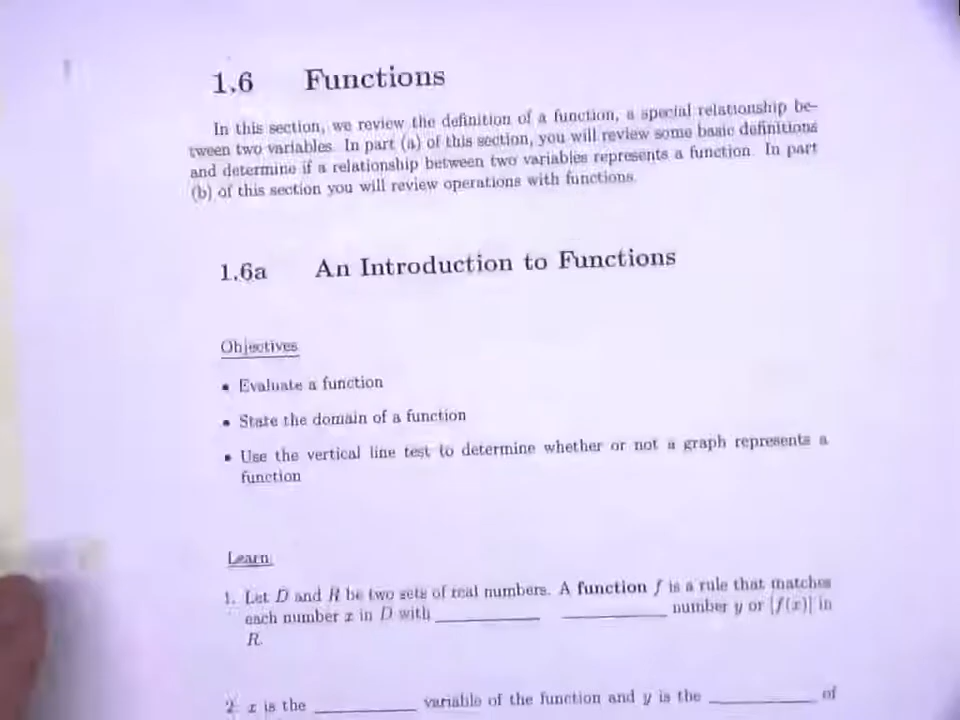 1.6 Functions
In this section, we review the definition of a function, a special relationship be-
tween two variables. In part (a) of this section, you will review some basic definitions
and determine if a relationship between two variables represents a function. In part
(b) of this section you will review operations with functions.
1.6a An Introduction to Functions
Objectives
• Evaluate a function
• State the domain of a function
• Use the vertical line test to determine whether or not a graph represents a
function
Learn
1. Let D and R be two sets of real numbers. A function f is a rule that matches
each number x in D with __________ __________ number y or [f(x)] in
R.
2. x is the __________ variable of the function and y is the __________ of